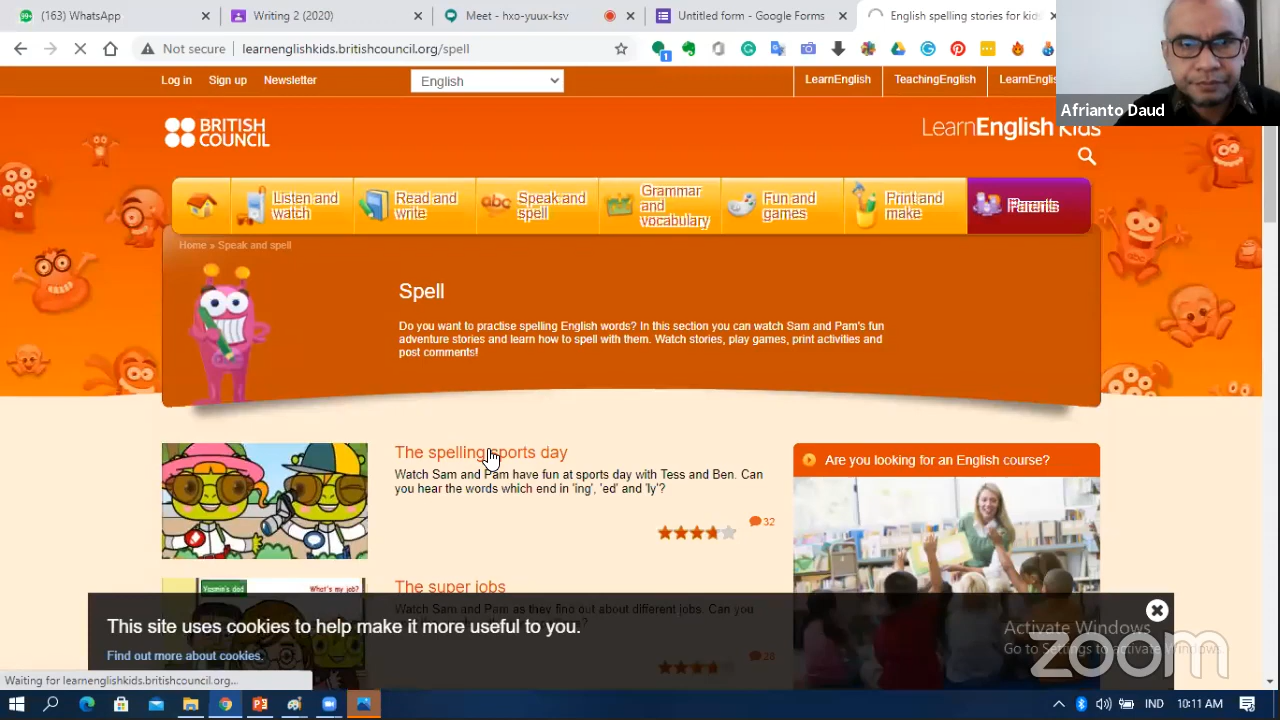 (163) WhatsApp
Writing 2 (2020)
Meet - hxo-yuux-ksv
Untitled form - Google Forms
English spelling stories for kids
Not secure
learnenglishkids.britishcouncil.org/spell
1
Afrianto Daud
Log in
Sign up
Newsletter
English
LearnEnglish
TeachingEnglish
LearnEnglis
BRITISH
COUNCIL
LearnEnglish Kids
Listen and
watch
Read and
write
abc
Speak and
spell
Grammar
and
vocabulary
Fun and
games
Print and
make
Parents
Home » Speak and spell
Spell
Do you want to practise spelling English words? In this section you can watch Sam and Pam's fun
adventure stories and learn how to spell with them. Watch stories, play games, print activities and
post comments!
The spelling sports day
Watch Sam and Pam have fun at sports day with Tess and Ben. Can
you hear the words which end in 'ing', 'ed' and 'ly'?
32
Are you looking for an English course?
Yasmin's dad
What's my job?
The super jobs
Watch Sam and Pam as they find out about different jobs. Can you
28
This site uses cookies to help make it more useful to you.
Find out more about cookies.
Activate Windows
Go to Settings to activate Windows.
zoom
Waiting for learnenglishkids.britishcouncil.org...
IND
10:11 AM